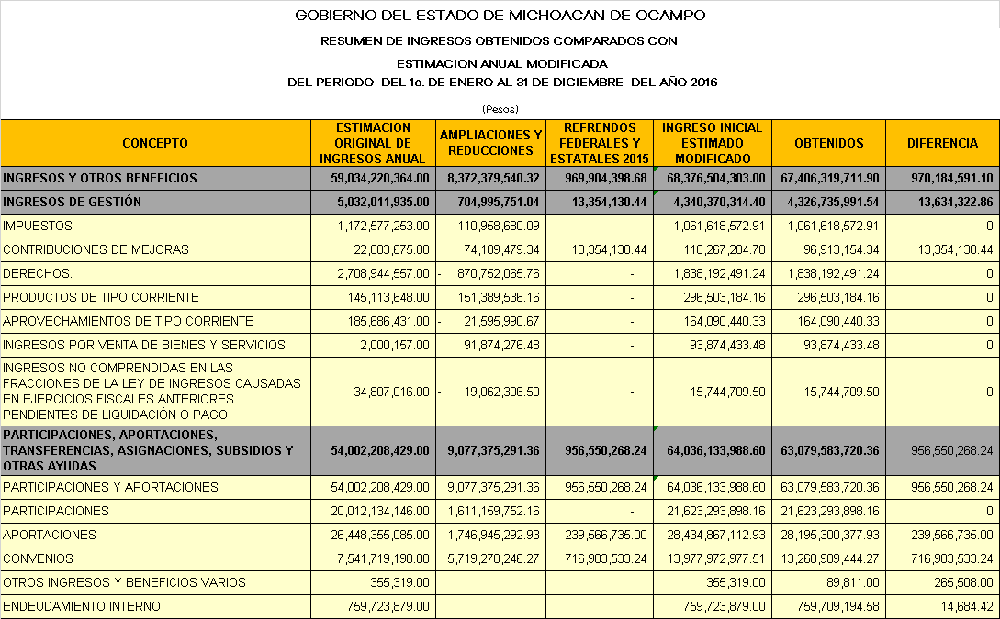 GOBIERNO DEL ESTADO DE MICHOACAN DE OCAMPO
RESUMEN DE INGRESOS OBTENIDOS COMPARADOS CON
ESTIMACION ANUAL MODIFICADA
DEL PERIODO DEL 1o. DE ENERO AL 31 DE DICIEMBRE DEL AÑO 2016
(Pesos)
CONCEPTO ESTIMACION ORIGINAL DE INGRESOS ANUAL AMPLIACIONES Y REDUCCIONES REFRENDOS FEDERALES Y ESTATALES 2015 INGRESO INICIAL ESTIMADO MODIFICADO OBTENIDOS DIFERENCIA
INGRESOS Y OTROS BENEFICIOS 59,034,220,364.00 8,372,379,540.32 969,904,398.68 68,376,504,303.00 67,406,319,711.90 970,184,591.10
INGRESOS DE GESTIÓN 5,032,011,935.00 - 704,995,751.04 13,354,130.44 4,340,370,314.40 4,326,735,991.54 13,634,322.86
IMPUESTOS 1,172,577,253.00 - 110,958,680.09 - 1,061,618,572.91 1,061,618,572.91 0
CONTRIBUCIONES DE MEJORAS 22,803,675.00 74,109,479.34 13,354,130.44 110,267,284.78 96,913,154.34 13,354,130.44
DERECHOS. 2,708,944,557.00 - 870,752,065.76 - 1,838,192,491.24 1,838,192,491.24 0
PRODUCTOS DE TIPO CORRIENTE 145,113,648.00 151,389,536.16 - 296,503,184.16 296,503,184.16 0
APROVECHAMIENTOS DE TIPO CORRIENTE 185,686,431.00 - 21,595,990.67 - 164,090,440.33 164,090,440.33 0
INGRESOS POR VENTA DE BIENES Y SERVICIOS 2,000,157.00 91,874,276.48 - 93,874,433.48 93,874,433.48 0
INGRESOS NO COMPRENDIDAS EN LAS
FRACCIONES DE LA LEY DE INGRESOS CAUSADAS
EN EJERCICIOS FISCALES ANTERIORES
PENDIENTES DE LIQUIDACIÓN O PAGO
34,807,016.00 - 19,062,306.50 - 15,744,709.50 15,744,709.50 0
PARTICIPACIONES, APORTACIONES,
TRANSFERENCIAS, ASIGNACIONES, SUBSIDIOS Y
OTRAS AYUDAS
54,002,208,429.00 9,077,375,291.36 956,550,268.24 64,036,133,988.60 63,079,583,720.36 956,550,268.24
PARTICIPACIONES Y APORTACIONES 54,002,208,429.00 9,077,375,291.36 956,550,268.24 64,036,133,988.60 63,079,583,720.36 956,550,268.24
PARTICIPACIONES 20,012,134,146.00 1,611,159,752.16 - 21,623,293,898.16 21,623,293,898.16 0
APORTACIONES 26,448,355,085.00 1,746,945,292.93 239,566,735.00 28,434,867,112.93 28,195,300,377.93 239,566,735.00
CONVENIOS 7,541,719,198.00 5,719,270,246.27 716,983,533.24 13,977,972,977.51 13,260,989,444.27 716,983,533.24
OTROS INGRESOS Y BENEFICIOS VARIOS 355,319.00 355,319.00 89,811.00 265,508.00
ENDEUDAMIENTO INTERNO 759,723,879.00 759,723,879.00 759,709,194.58 14,684.42